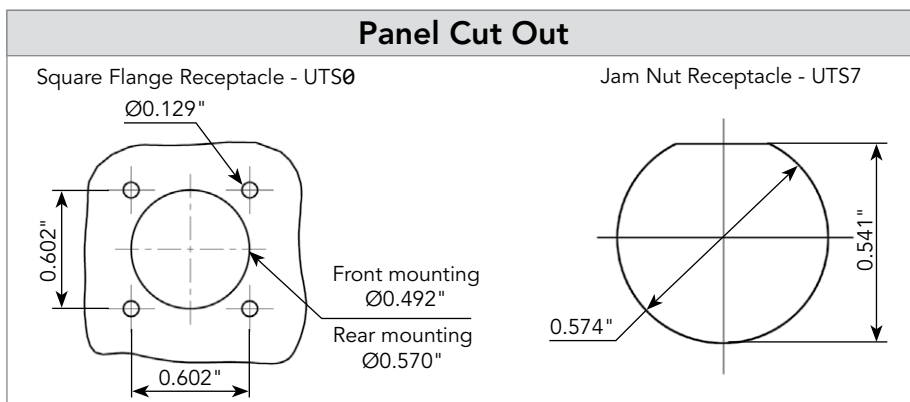 Panel Cut Out
Square Flange Receptacle - UTS0
Ø0.129"
0.602"
Front mounting
Ø0.492"
Rear mounting
Ø0.570"
0.602"
Jam Nut Receptacle - UTS7
0.541"
0.574"